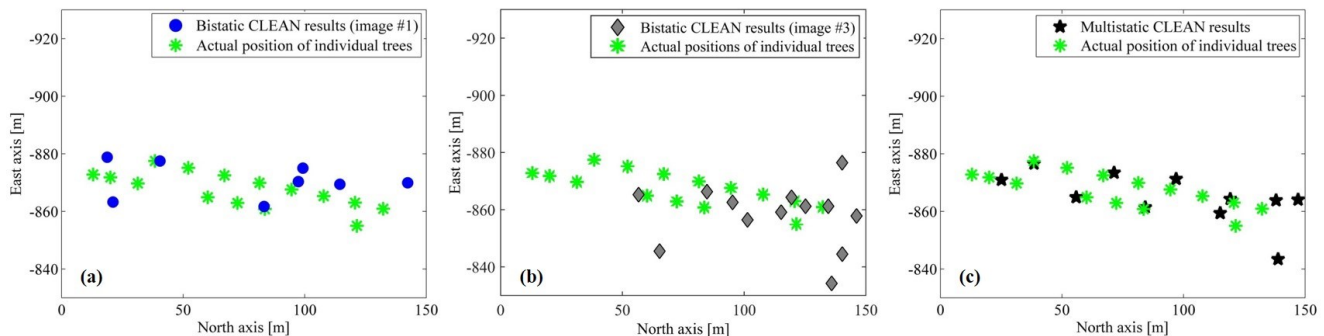 Bistatic CLEAN results (image #1)
Actual position of individual trees
-920
-900
-880
-860
-840
East axis [m]
(a)
0
50
100
150
North axis [m]
Bistatic CLEAN results (image #3)
Actual positions of individual trees
-920
-900
-880
-860
-840
East axis [m]
(b)
0
50
100
150
North axis [m]
Multistatic CLEAN results
Actual position of individual trees
-920
-900
-880
-860
-840
East axis [m]
(c)
0
50
100
150
North axis [m]